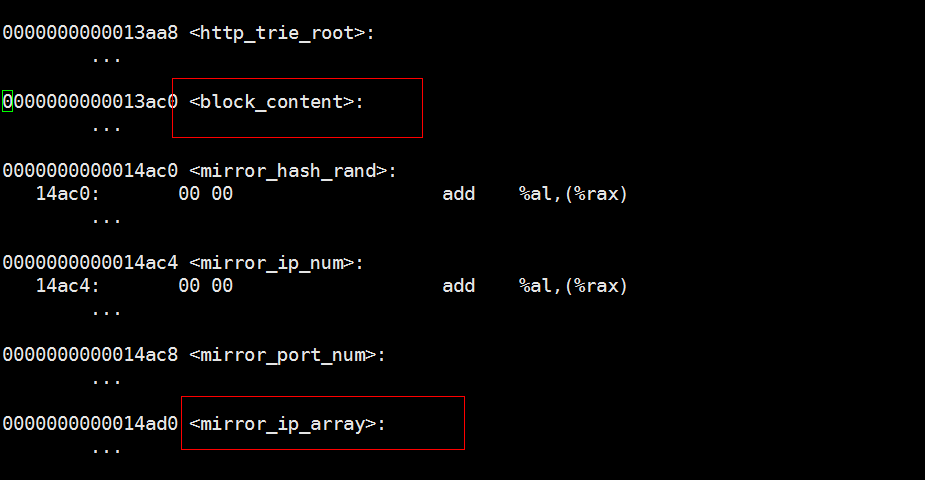 0000000000013aa8 <http_trie_root>:
...
0000000000013ac0 <block_content>:
...
0000000000014ac0 <mirror_hash_rand>:
14ac0: 00 00 add %al,(%rax)
...
0000000000014ac4 <mirror_ip_num>:
14ac4: 00 00 add %al,(%rax)
...
0000000000014ac8 <mirror_port_num>:
...
0000000000014ad0 <mirror_ip_array>:
...